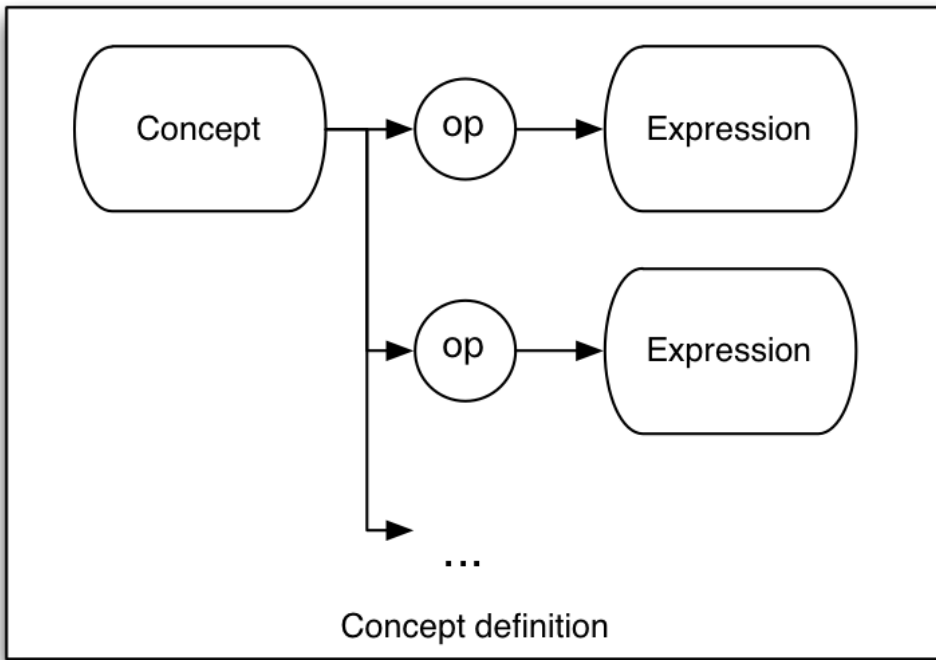 Concept
op
Expression
op
Expression
...
Concept definition